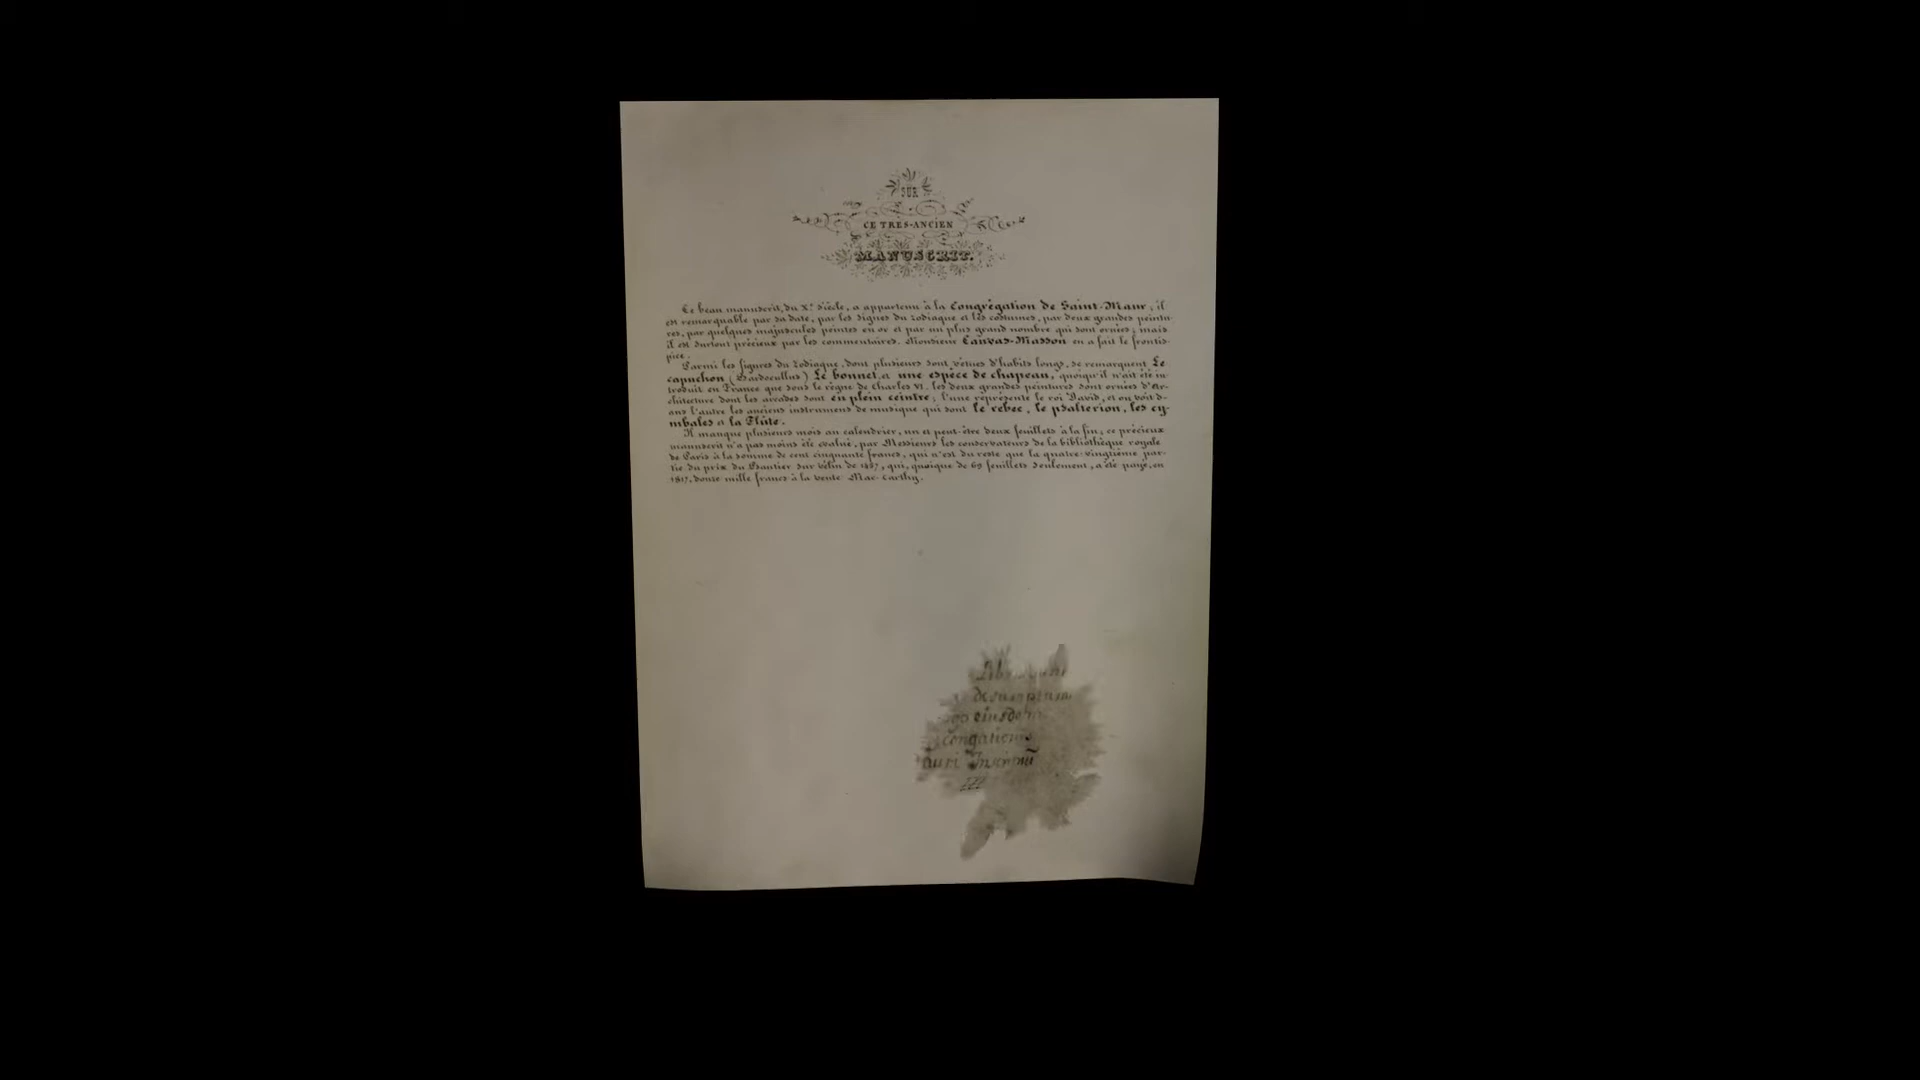 SUR
CE TRÈS-ANCIEN
MANUSCRIT.
Ce beau manuscrit, du X.e siècle, a appartenu à la Congrégation de Saint-Maur; il
est remarquable par sa date, par les signes du zodiaque et les costumes, par deux grandes peintu-
res, par quelques majuscules peintes en or et par un plus grand nombre qui sont ornées; mais
il est surtout précieux par les commentaires. Monsieur en a fait le frontis-
pice.
Parmi les figures du Zodiaque, dont plusieurs sont vêtues d'habits longs, se remarquent Le
capuchon (Bardocullus) Le bonnet, a une espèce de chapeau, quoiqu'il n'ait été in-
troduit en France que sous le règne de Charles VI. les deux grandes peintures sont ornées d'Ar-
chitecture dont les arcades sont en plein ceintre; l'une représente le roi David, et on voit d-
ans l'autre les anciens instrumens de musique qui sont le rebec, le psalterion, les cy-
mbales a la Flûte.
Il manque plusieurs mois au calendrier, un et peut-être deux feuillets à la fin; ce précieux
manuscrit n'a pas moins été évalué, par Messieurs les conservateurs de la bibliothèque royale
de Paris à la somme de cent cinquante francs, qui n'est du reste que la quatre-vingtième par-
tie du prix du Psautier sur vélin de 1457, qui, quoique de 69 feuillets seulement, a été payé, en
1817, douze mille francs à la vente Mac-Carthy.
ejusdem